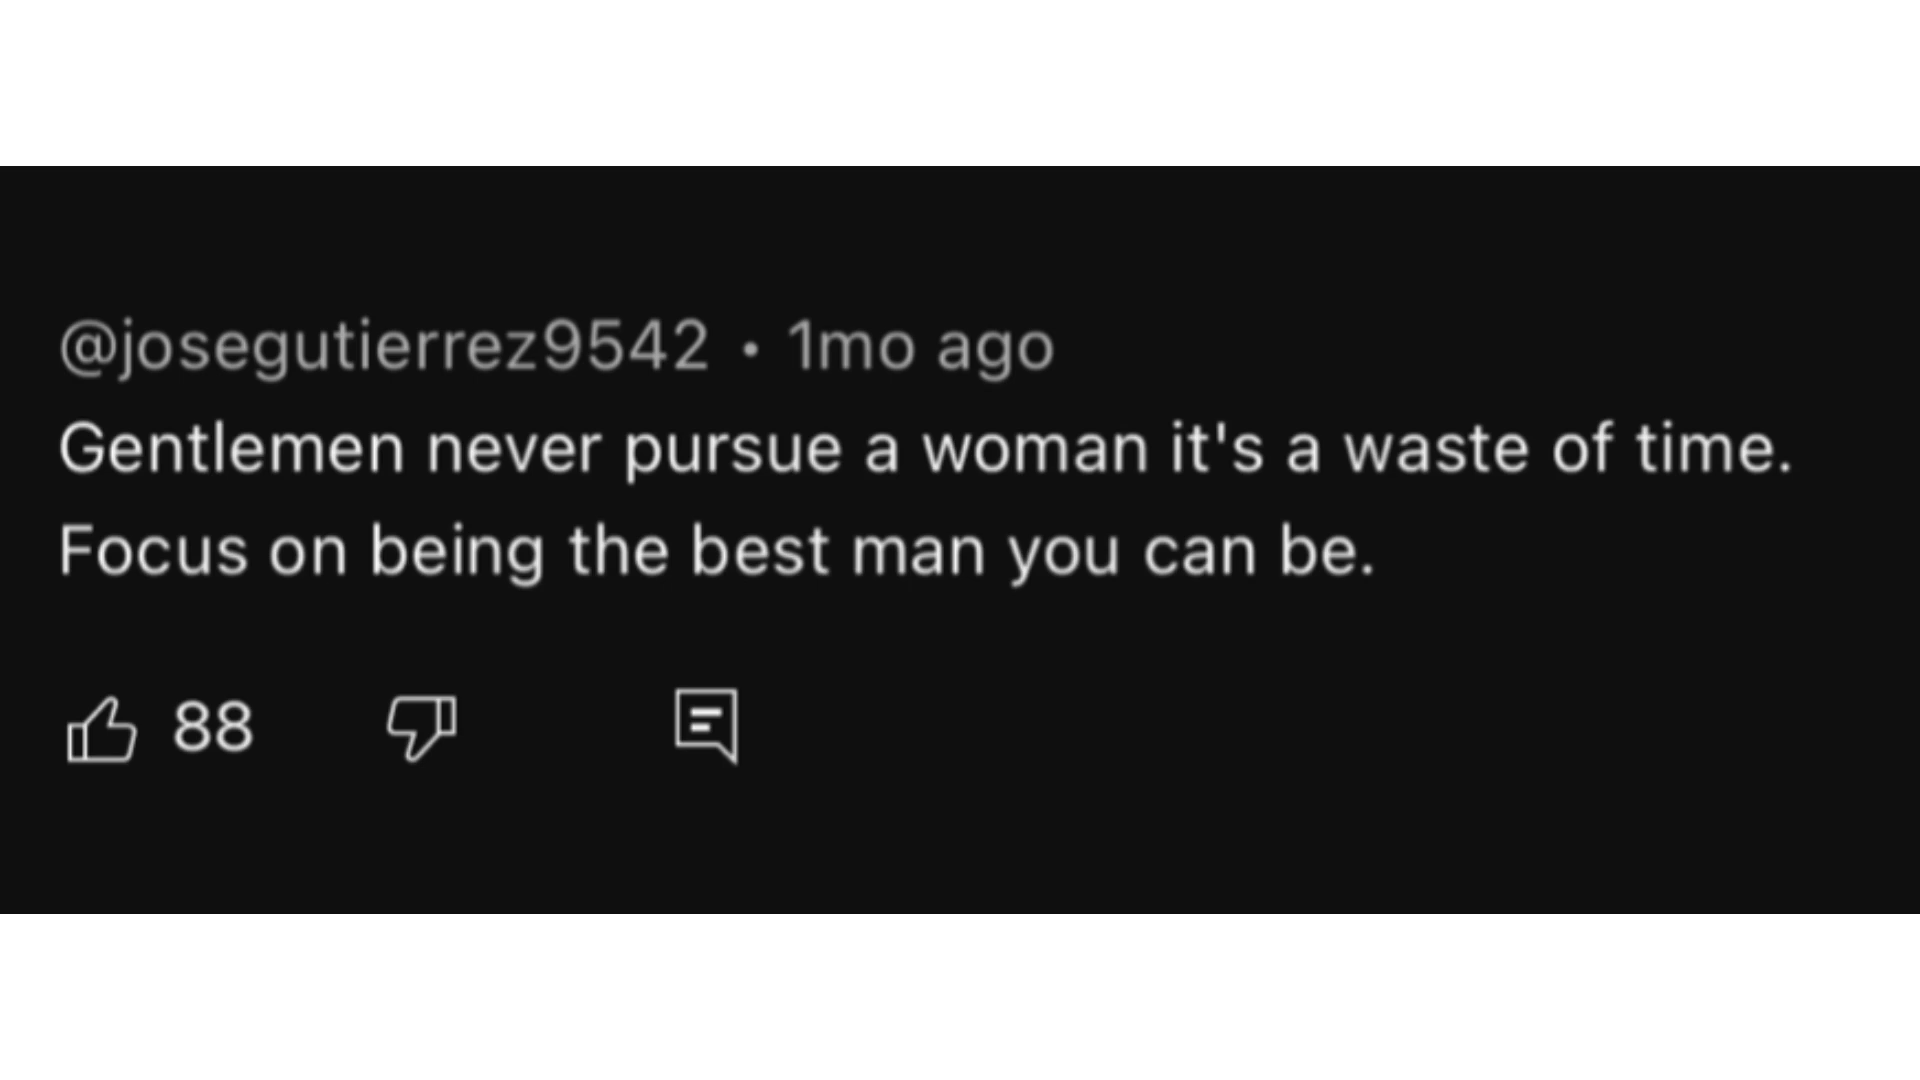 @josegutierrez9542 • 1mo ago
Gentlemen never pursue a woman it's a waste of time.
Focus on being the best man you can be.
88